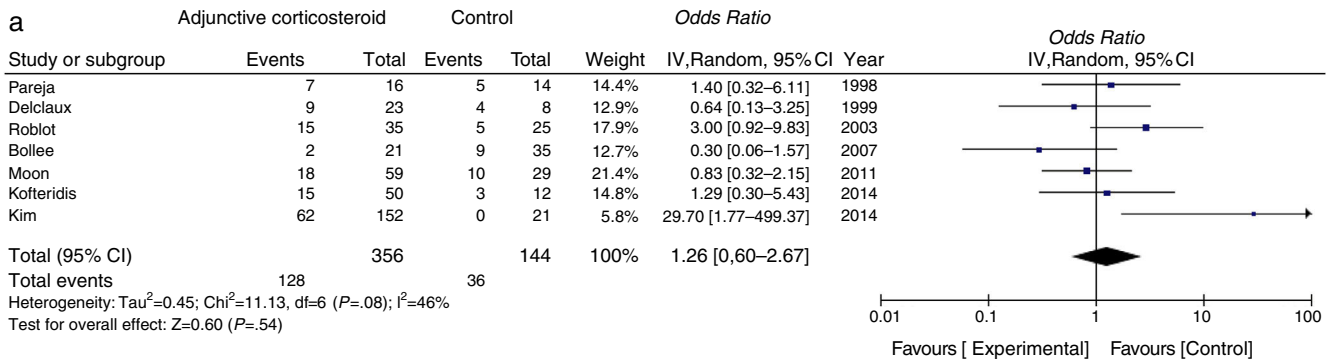 a
Adjunctive corticosteroid Control Odds Ratio Odds Ratio
Study or subgroup Events Total Events Total Weight IV,Random, 95%CI Year IV,Random, 95%CI
Pareja 7 16 5 14 14.4% 1.40 [0.32–6.11] 1998
Delclaux 9 23 4 8 12.9% 0.64 [0.13–3.25] 1999
Roblot 15 35 5 25 17.9% 3.00 [0.92–9.83] 2003
Bollee 2 21 9 35 12.7% 0.30 [0.06–1.57] 2007
Moon 18 59 10 29 21.4% 0.83 [0.32–2.15] 2011
Kofteridis 15 50 3 12 14.8% 1.29 [0.30–5.43] 2014
Kim 62 152 0 21 5.8% 29.70 [1.77–499.37] 2014
Total (95% CI) 356 144 100% 1.26 [0,60–2.67]
Total events 128 36
Heterogeneity: Tau²=0.45; Chi²=11.13, df=6 (P=.08); I²=46%
Test for overall effect: Z=0.60 (P=.54)
0.01 0.1 1 10 100
Favours [ Experimental] Favours [Control]